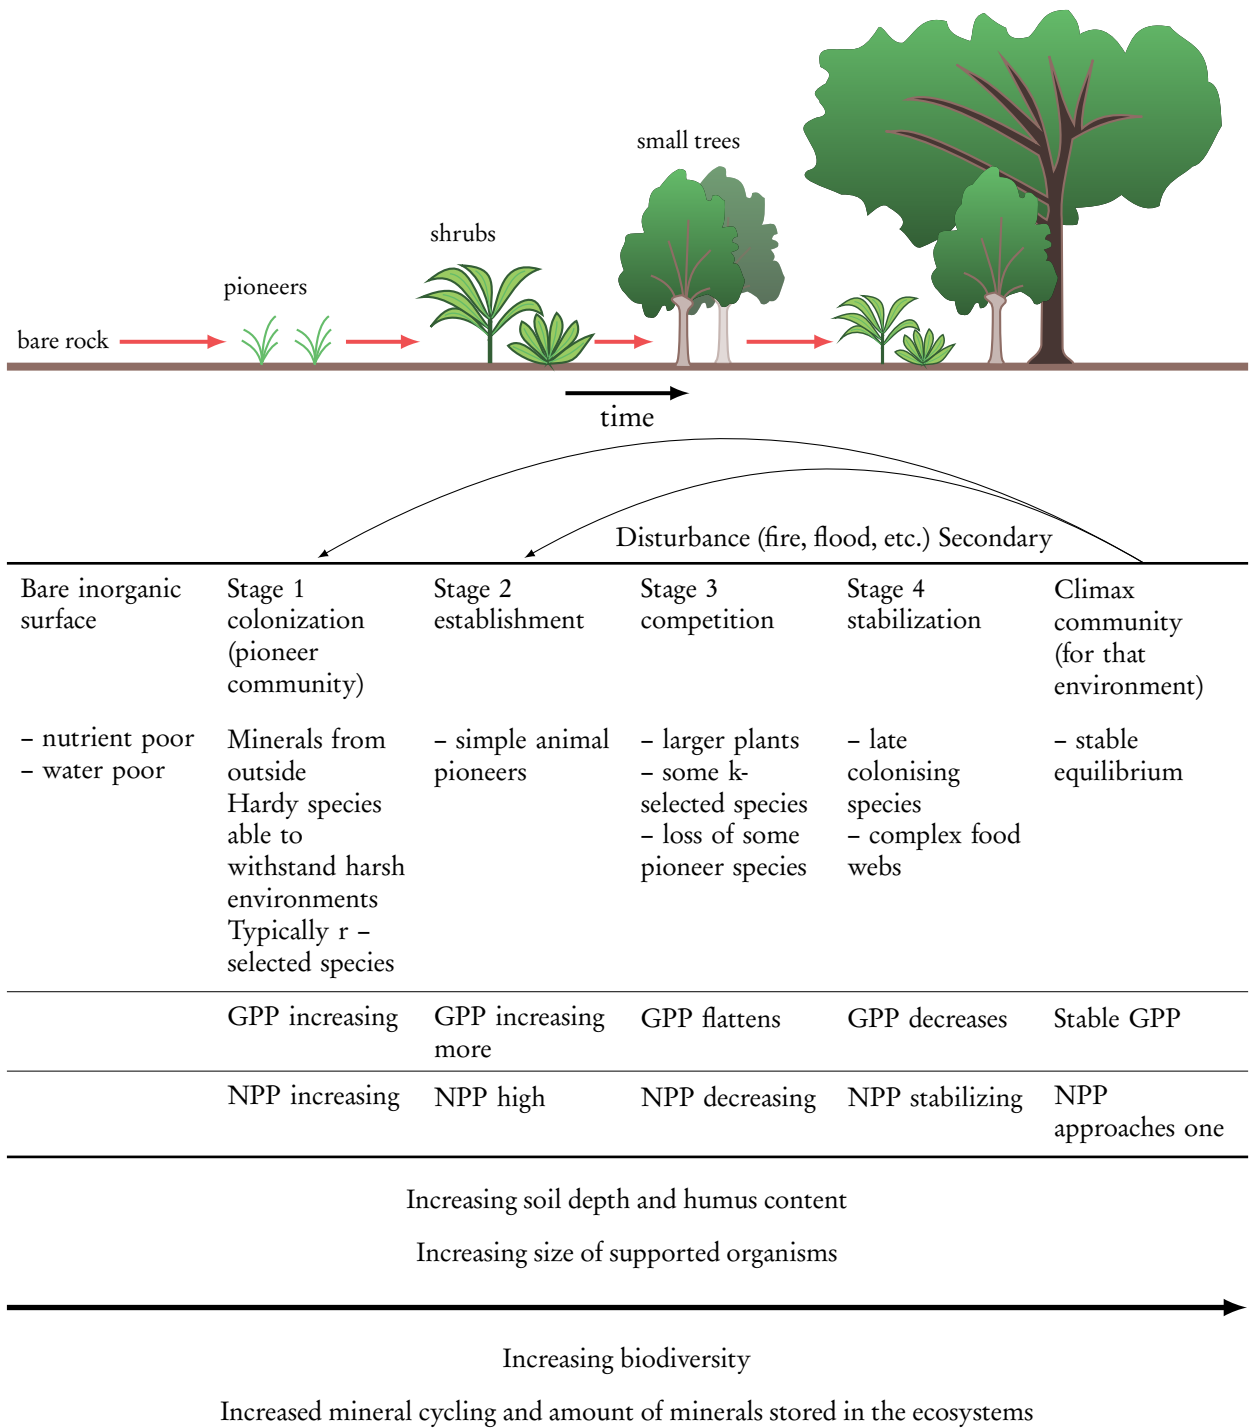 small trees
shrubs
pioneers
bare rock
time
Disturbance (fire, flood, etc.) Secondary
Bare inorganic
surface
Stage 1
colonization
(pioneer
community)
Stage 2
establishment
Stage 3
competition
Stage 4
stabilization
Climax
community
(for that
environment)
– nutrient poor
– water poor
Minerals from
outside
Hardy species
able to
withstand harsh
environments
Typically r –
selected species
– simple animal
pioneers
– larger plants
– some k-
selected species
– loss of some
pioneer species
– late
colonising
species
– complex food
webs
– stable
equilibrium
GPP increasing
GPP increasing
more
GPP flattens
GPP decreases
Stable GPP
NPP increasing
NPP high
NPP decreasing
NPP stabilizing
NPP
approaches one
Increasing soil depth and humus content
Increasing size of supported organisms
Increasing biodiversity
Increased mineral cycling and amount of minerals stored in the ecosystems